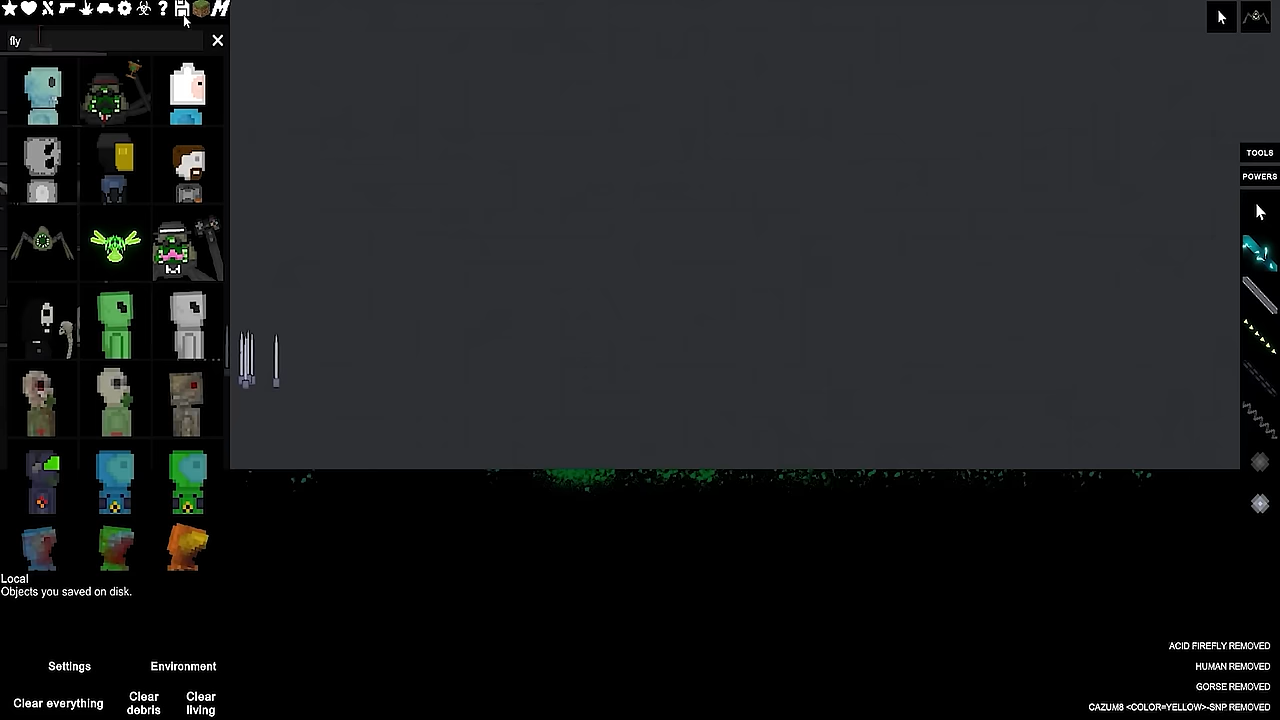 fly
TOOLS
POWERS
Local
Objects you saved on disk.
Settings
Environment
Clear everything
Clear
debris
Clear
living
ACID FIREFLY REMOVED
HUMAN REMOVED
GORSE REMOVED
CAZUM8 <COLOR=YELLOW>-SNP REMOVED